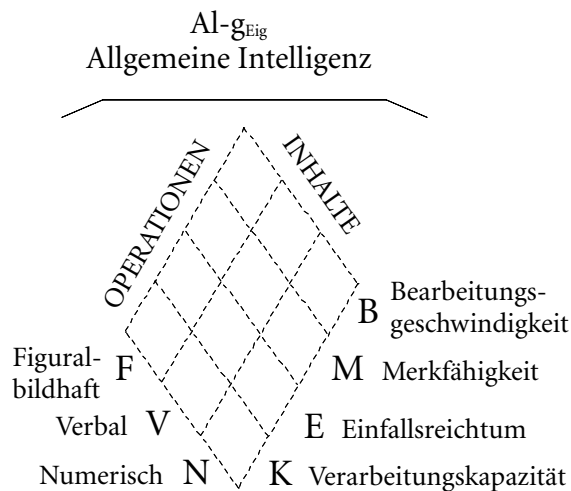 Al-gEig
Allgemeine Intelligenz
OPERATIONEN
INHALTE
B Bearbeitungs-
geschwindigkeit
Figural-
bildhaft F
M Merkfähigkeit
Verbal V
E Einfallsreichtum
Numerisch N
K Verarbeitungskapazität